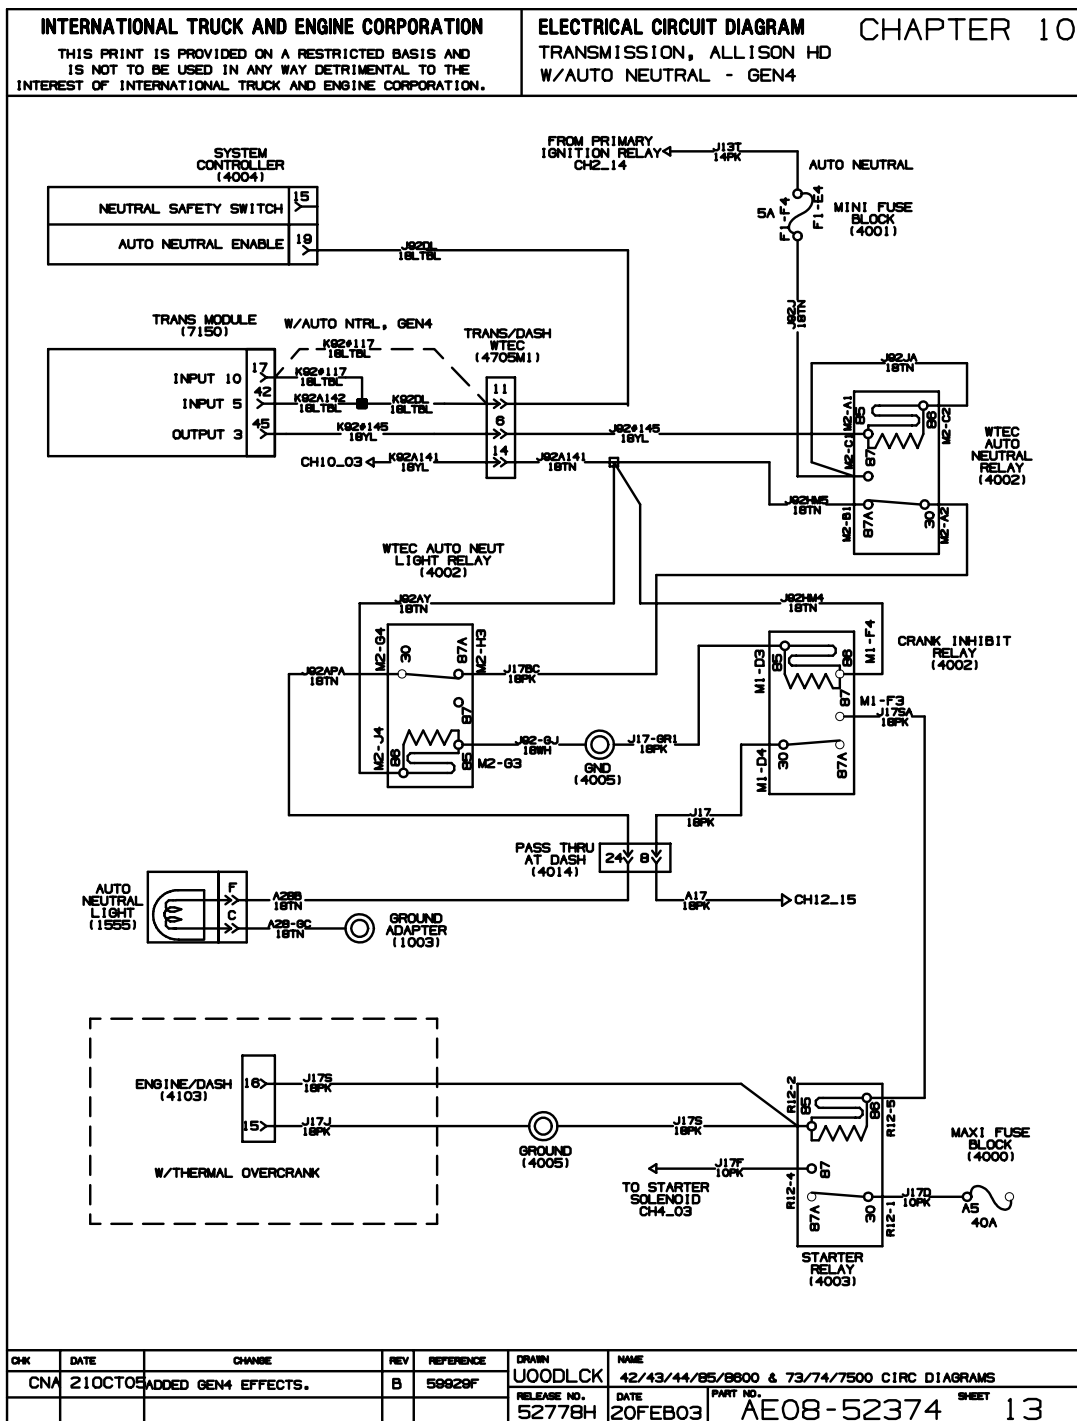 INTERNATIONAL TRUCK AND ENGINE CORPORATION
THIS PRINT IS PROVIDED ON A RESTRICTED BASIS AND
IS NOT TO BE USED IN ANY WAY DETRIMENTAL TO THE
INTEREST OF INTERNATIONAL TRUCK AND ENGINE CORPORATION.
ELECTRICAL CIRCUIT DIAGRAM
TRANSMISSION, ALLISON HD
W/AUTO NEUTRAL - GEN4
CHAPTER 10
FROM PRIMARY
IGNITION RELAY
CH2_14
J13T
14PK
AUTO NEUTRAL
5A
F1-F4
F1-E4
MINI FUSE
BLOCK
(4001)
SYSTEM
CONTROLLER
(4004)
NEUTRAL SAFETY SWITCH
15
AUTO NEUTRAL ENABLE
19
J92DL
18LTBL
J92J
18TN
TRANS MODULE
(7150)
W/AUTO NTRL, GEN4
TRANS/DASH
WTEC
(4705M1)
K92*117
18LTBL
INPUT 10
17
K92*117
18LTBL
INPUT 5
42
K92A142
18LTBL
K92DL
18LTBL
11
OUTPUT 3
45
K92*145
18YL
6
J92*145
18YL
CH10_03
K92A141
18YL
14
J92A141
18TN
J92JA
18TN
M2-A1
85
86
M2-C2
M2-C1
87
M2-B1
87A
30
M2-A2
WTEC
AUTO
NEUTRAL
RELAY
(4002)
J92HM5
18TN
WTEC AUTO NEUT
LIGHT RELAY
(4002)
J92AY
18TN
J92HM4
18TN
M2-G4
30
87A
M2-H3
J92APA
18TN
J17BC
18PK
87
M2-J4
86
85
M2-G3
J92-GJ
18WH
GND
(4005)
J17-GR1
18PK
M1-D3
85
86
M1-F4
CRANK INHIBIT
RELAY
(4002)
87
M1-F3
J17SA
18PK
M1-D4
30
87A
J17
18PK
PASS THRU
AT DASH
(4014)
24
8
AUTO
NEUTRAL
LIGHT
(1555)
F
C
A28B
18TN
A28-GC
18TN
GROUND
ADAPTER
(1003)
A17
18PK
CH12_15
ENGINE/DASH
(4103)
16
J17S
18PK
15
J17J
18PK
W/THERMAL OVERCRANK
GROUND
(4005)
J17S
18PK
R12-2
85
86
R12-5
J17F
10PK
TO STARTER
SOLENOID
CH4_03
R12-4
87
87A
30
R12-1
J17D
10PK
MAXI FUSE
BLOCK
(4000)
A5
40A
STARTER
RELAY
(4003)
CHK DATE CHANGE REV REFERENCE
CNA 21OCT05 ADDED GEN4 EFFECTS. B 59929F
DRAWN
UOODLCK
NAME
42/43/44/85/8600 & 73/74/7500 CIRC DIAGRAMS
RELEASE NO.
52778H
DATE
20FEB03
PART NO.
AE08-52374
SHEET
13